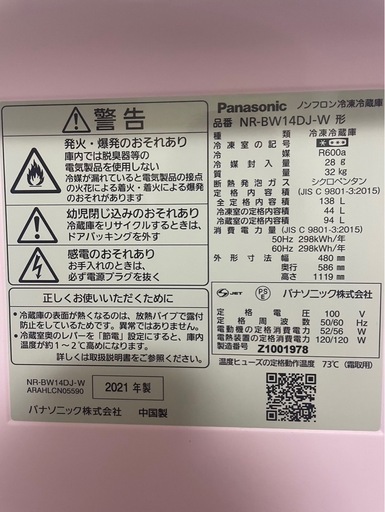 警告
発火・爆発のおそれあり
庫内では脱臭器等の
電気製品を使用しない
冷媒が漏れていると電気製品の接点
の火花による着火・着火爆発
のおそれあり
幼児閉じ込めのおそれあり
冷蔵庫をリサイクルするときは、
ドアパッキングを外す
感電のおそれあり
お手入れのときは、
必ず電源プラグを抜く
正しくお使いいただくために
・冷蔵庫の表面が熱くなるのは、放熱パイプで露付
き防止をしているためで、異常ではありません。
・冷蔵室奥のレバーを「節電」設定にすると、庫内
温度が約1～2℃高めになります。
詳しくは取扱説明書をごらんください。
NR-BW14DJ-W
ARAHLCN05590
2021年製
パナソニック株式会社 中国製
Panasonic ノンフロン冷凍冷蔵庫
品番 NR-BW14DJ-W 形
種類 冷凍冷蔵庫
冷凍室の記号
冷媒 R600a
冷媒封入量 28 g
質量 32 kg
断熱発泡ガス シクロペンタン
定格内容積 (JIS C 9801-3:2015)
全定格内容積 138 L
冷凍室の定格内容積 44 L
冷蔵室の定格内容積 94 L
消費電力量 (JIS C 9801-3:2015)
50Hz 298kWh/年
60Hz 298kWh/年
外形寸法 幅 480 ㎜
奥行 586 ㎜
高さ 1119 ㎜
JET PSE パナソニック株式会社
定格電圧 100 V
定格周波数 50/60 Hz
電動機の定格消費電力 52/56 W
電熱装置の定格消費電力 120/120 W
製造番号 Z1001978
温度ヒューズの定格動作温度 73℃ (霜取用)